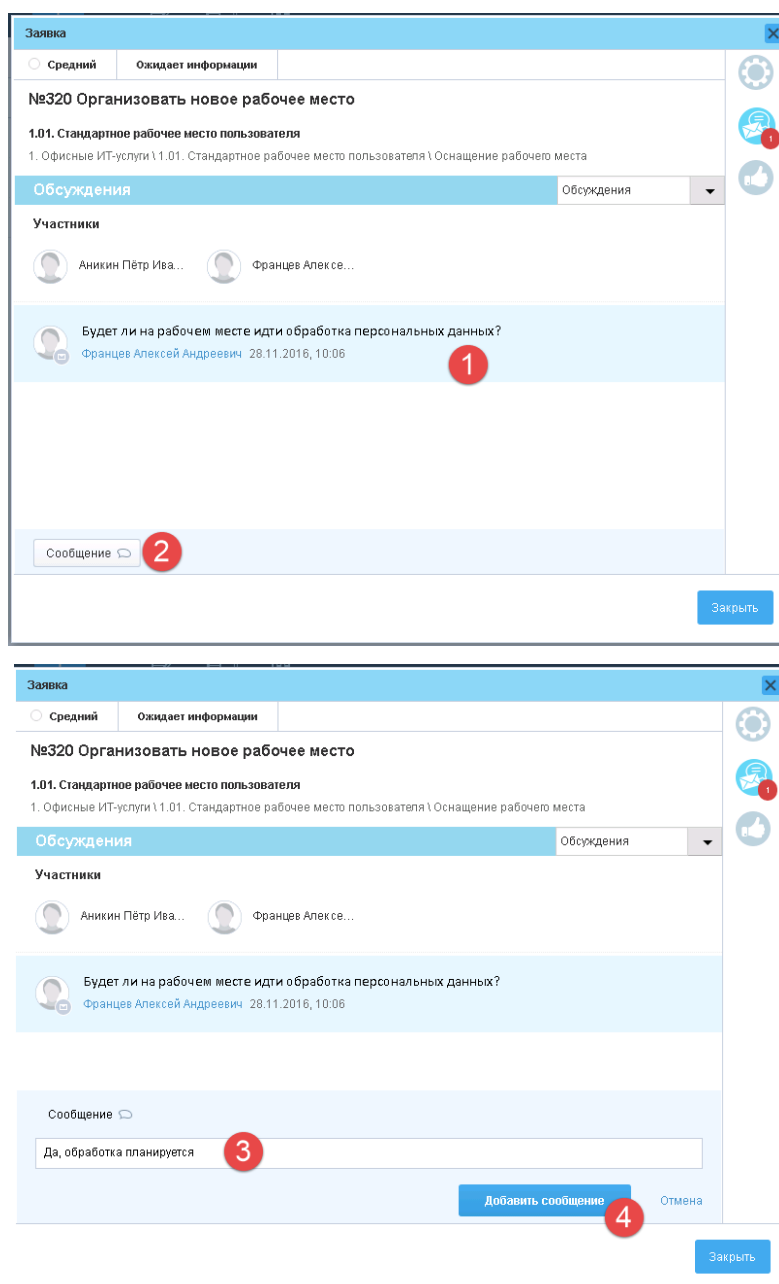 Заявка
Средний Ожидает информации
№320 Организовать новое рабочее место
1.01. Стандартное рабочее место пользователя
1. Офисные ИТ-услуги \ 1.01. Стандартное рабочее место пользователя \ Оснащение рабочего места
1
Обсуждения Обсуждения
Участники
Аникин Пётр Ива... Францев Алексе...
Будет ли на рабочем месте идти обработка персональных данных?
Францев Алексей Андреевич 28.11.2016, 10:06
1
Сообщение 2
Закрыть
Заявка
Средний Ожидает информации
№320 Организовать новое рабочее место
1.01. Стандартное рабочее место пользователя
1. Офисные ИТ-услуги \ 1.01. Стандартное рабочее место пользователя \ Оснащение рабочего места
1
Обсуждения Обсуждения
Участники
Аникин Пётр Ива... Францев Алексе...
Будет ли на рабочем месте идти обработка персональных данных?
Францев Алексей Андреевич 28.11.2016, 10:06
Сообщение
Да, обработка планируется 3
Добавить сообщение 4 Отмена
Закрыть